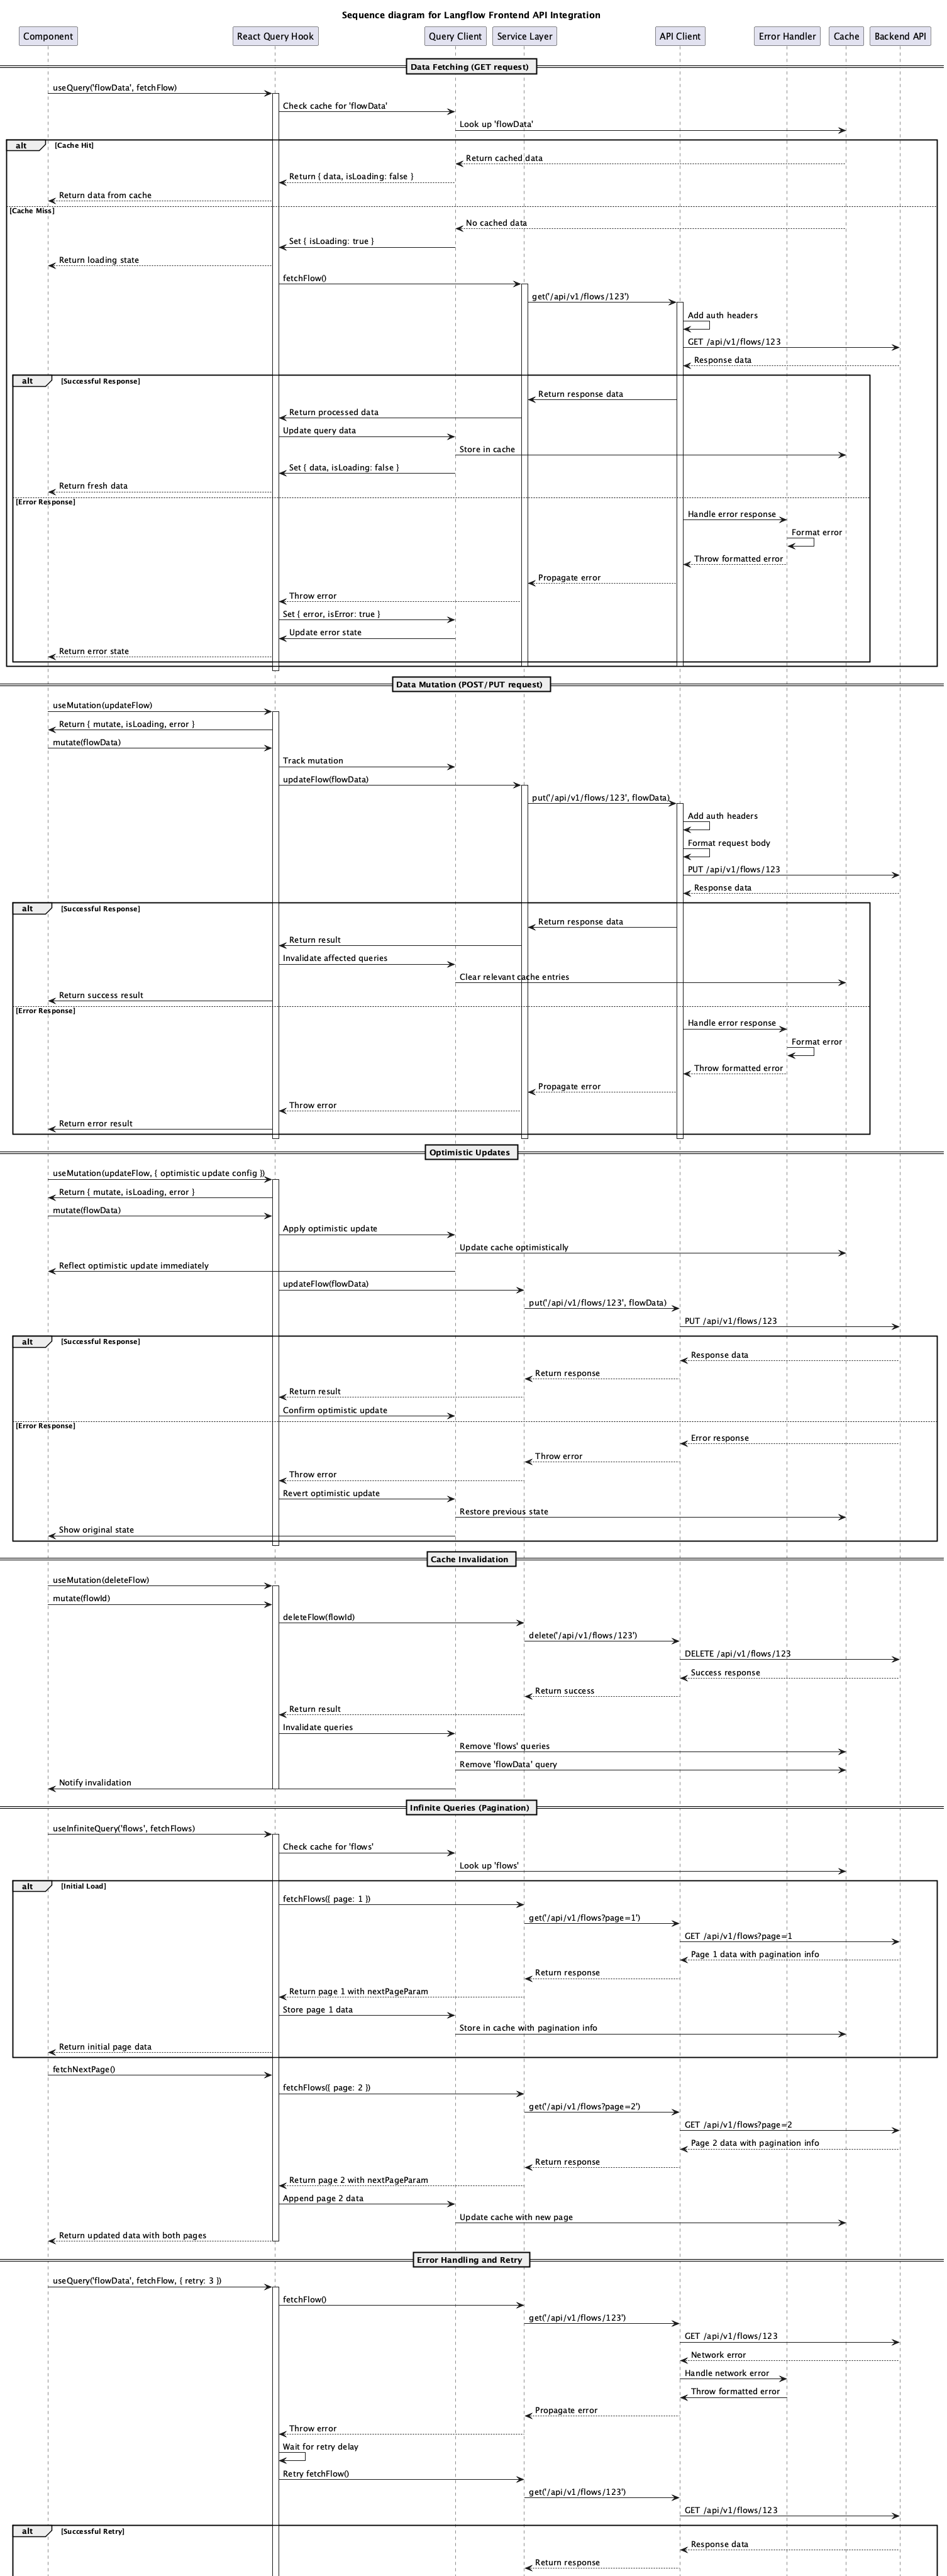 Sequence diagram for Langflow Frontend API Integration
Component
React Query Hook
Query Client
Service Layer
API Client
Error Handler
Cache
Backend API
Data Fetching (GET request)
useQuery('flowData', fetchFlow)
Check cache for 'flowData'
Look up 'flowData'
alt
[Cache Hit]
Return cached data
Return { data, isLoading: false }
Return data from cache
[Cache Miss]
No cached data
Set { isLoading: true }
Return loading state
fetchFlow()
get('/api/v1/flows/123')
Add auth headers
GET /api/v1/flows/123
Response data
alt
[Successful Response]
Return response data
Return processed data
Update query data
Store in cache
Set { data, isLoading: false }
Return fresh data
[Error Response]
Handle error response
Format error
Throw formatted error
Propagate error
Throw error
Set { error, isError: true }
Update error state
Return error state
Data Mutation (POST/PUT request)
useMutation(updateFlow)
Return { mutate, isLoading, error }
mutate(flowData)
Track mutation
updateFlow(flowData)
put('/api/v1/flows/123', flowData)
Add auth headers
Format request body
PUT /api/v1/flows/123
Response data
alt
[Successful Response]
Return response data
Return result
Invalidate affected queries
Clear relevant cache entries
Return success result
[Error Response]
Handle error response
Format error
Throw formatted error
Propagate error
Throw error
Return error result
Optimistic Updates
useMutation(updateFlow, { optimistic update config })
Return { mutate, isLoading, error }
mutate(flowData)
Apply optimistic update
Update cache optimistically
Reflect optimistic update immediately
updateFlow(flowData)
put('/api/v1/flows/123', flowData)
PUT /api/v1/flows/123
alt
[Successful Response]
Response data
Return response
Return result
Confirm optimistic update
[Error Response]
Error response
Throw error
Throw error
Revert optimistic update
Restore previous state
Show original state
Cache Invalidation
useMutation(deleteFlow)
mutate(flowId)
deleteFlow(flowId)
delete('/api/v1/flows/123')
DELETE /api/v1/flows/123
Success response
Return success
Return result
Invalidate queries
Remove 'flows' queries
Remove 'flowData' query
Notify invalidation
Infinite Queries (Pagination)
useInfiniteQuery('flows', fetchFlows)
Check cache for 'flows'
Look up 'flows'
alt
[Initial Load]
fetchFlows({ page: 1 })
get('/api/v1/flows?page=1')
GET /api/v1/flows?page=1
Page 1 data with pagination info
Return response
Return page 1 with nextPageParam
Store page 1 data
Store in cache with pagination info
Return initial page data
fetchNextPage()
fetchFlows({ page: 2 })
get('/api/v1/flows?page=2')
GET /api/v1/flows?page=2
Page 2 data with pagination info
Return response
Return page 2 with nextPageParam
Append page 2 data
Update cache with new page
Return updated data with both pages
Error Handling and Retry
useQuery('flowData', fetchFlow, { retry: 3 })
fetchFlow()
get('/api/v1/flows/123')
GET /api/v1/flows/123
Network error
Handle network error
Throw formatted error
Propagate error
Throw error
Wait for retry delay
Retry fetchFlow()
get('/api/v1/flows/123')
GET /api/v1/flows/123
alt
[Successful Retry]
Response data
Return response